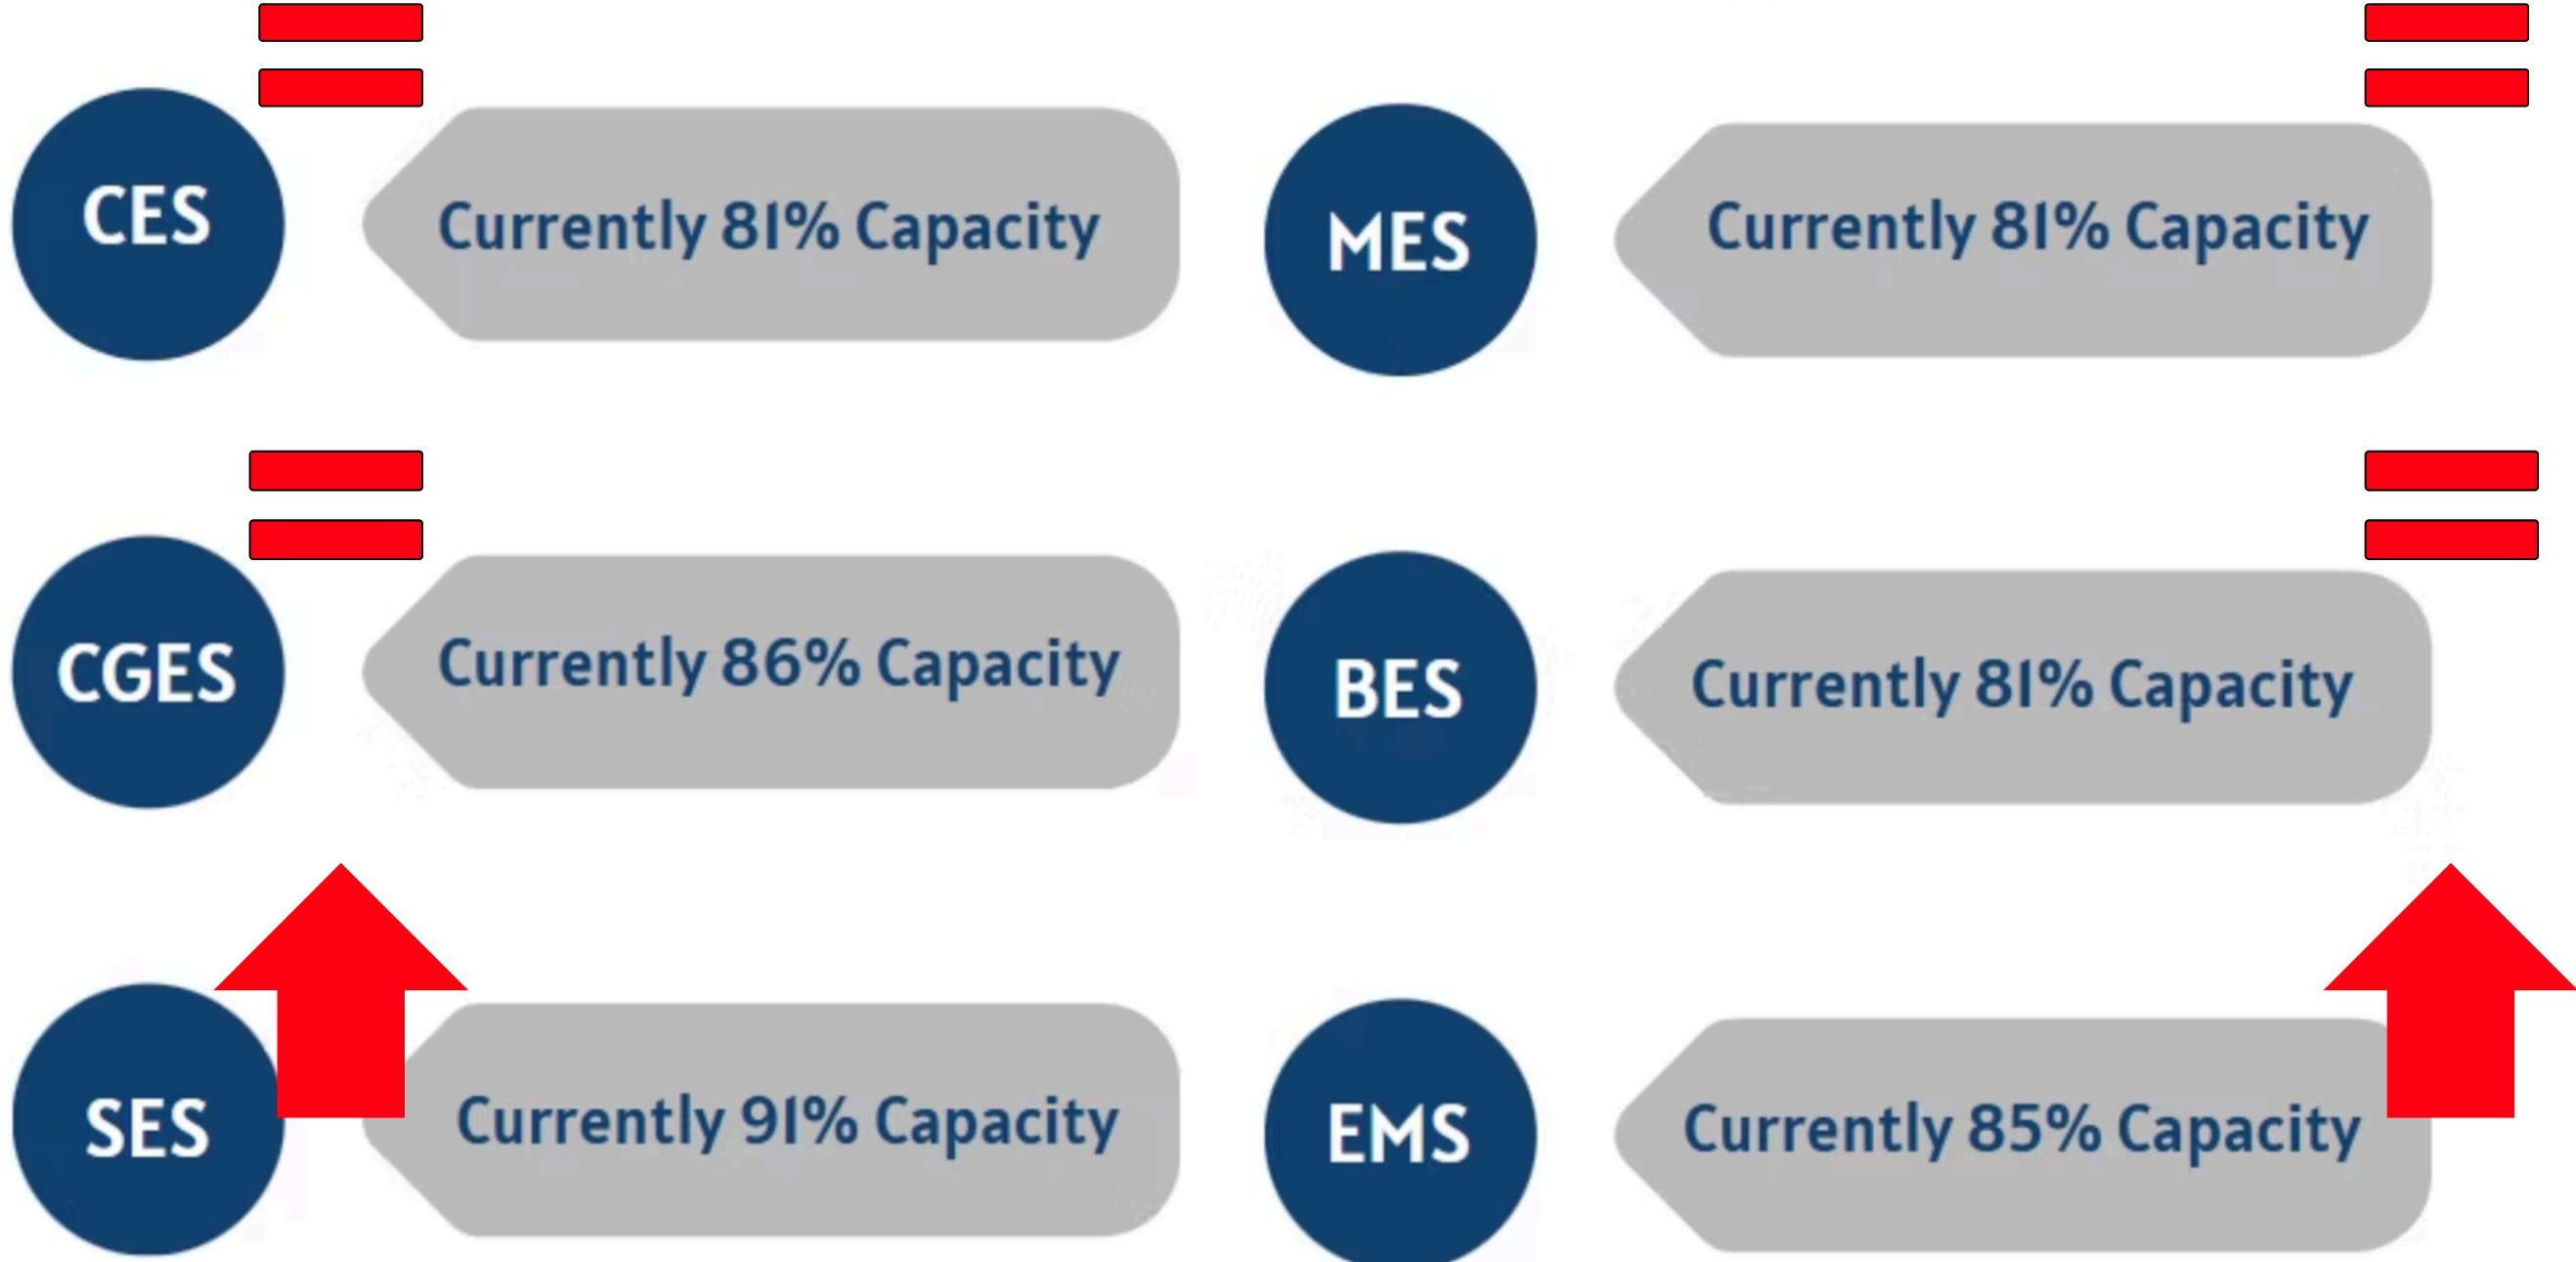 CES
Currently 81% Capacity
MES
Currently 81% Capacity
CGES
Currently 86% Capacity
BES
Currently 81% Capacity
SES
Currently 91% Capacity
EMS
Currently 85% Capacity